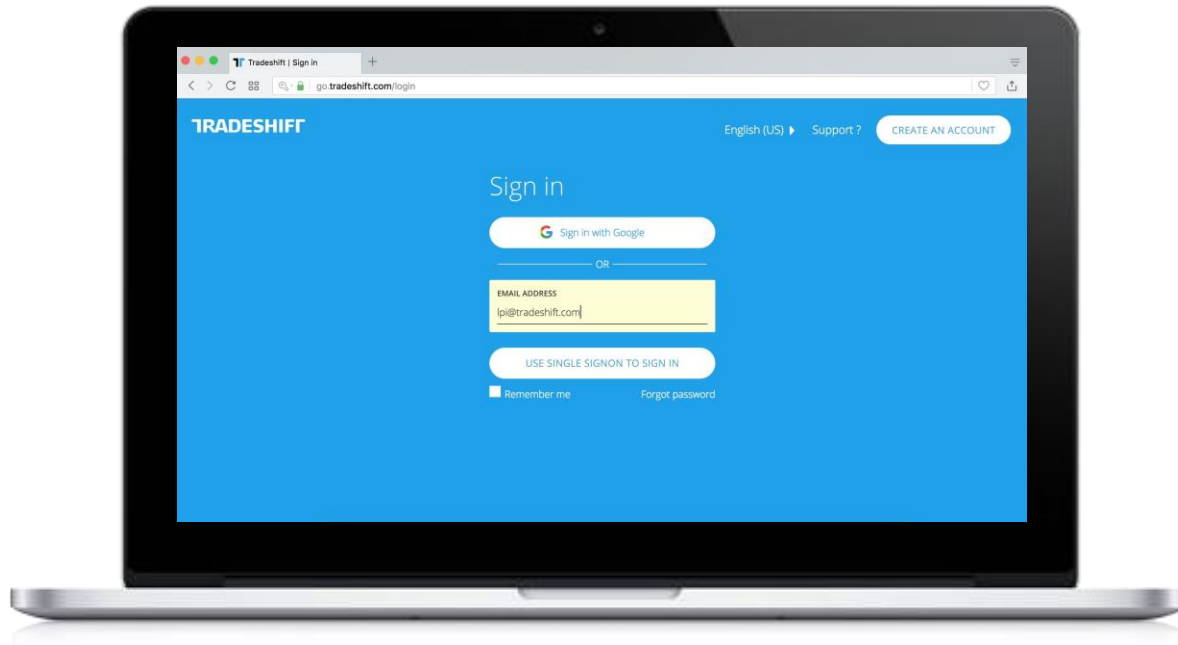 Tradeshift | Sign in
go.tradeshift.com/login
TRADESHIFT
English (US)
Support ?
CREATE AN ACCOUNT
Sign in
Sign in with Google
OR
EMAIL ADDRESS
lpi@tradeshift.com
USE SINGLE SIGNON TO SIGN IN
Remember me
Forgot password